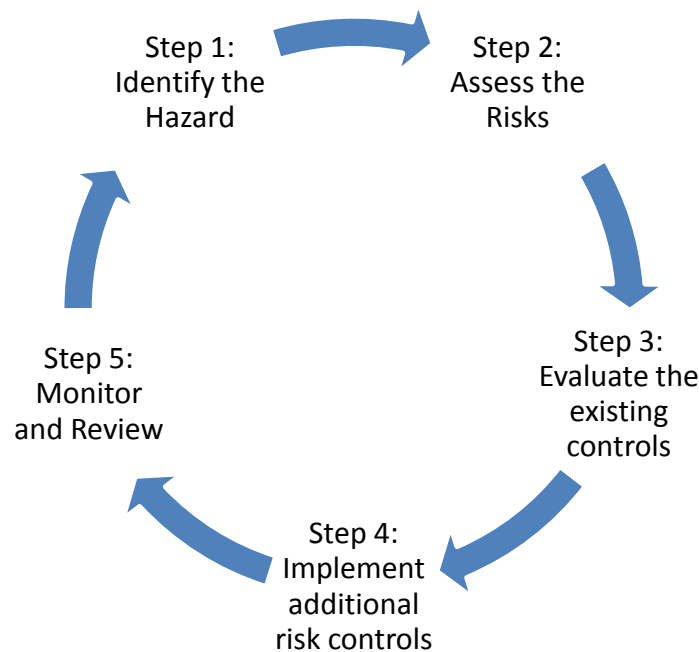 Step 1:
Identify the
Hazard
Step 2:
Assess the
Risks
Step 3:
Evaluate the
existing
controls
Step 4:
Implement
additional
risk controls
Step 5:
Monitor
and Review